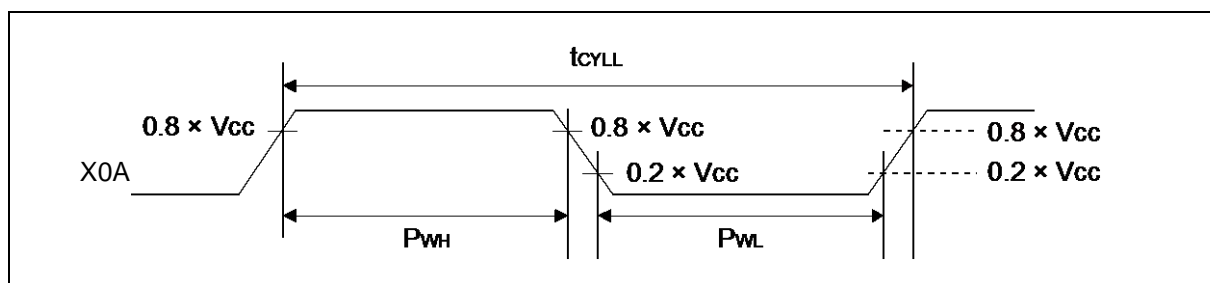 tCYLL
0.8 × VCC
0.8 × VCC
0.8 × VCC
X0A
0.2 × VCC
0.2 × VCC
PWH
PWL